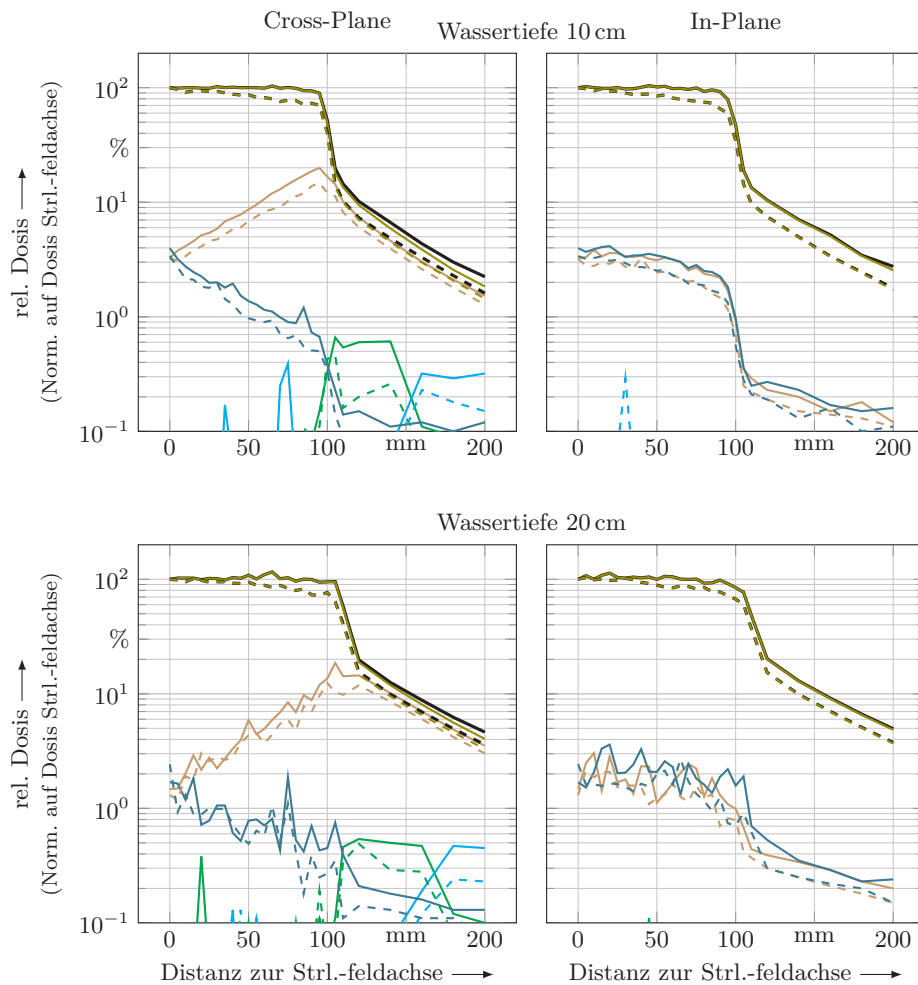 Cross-Plane
In-Plane
Wassertiefe 10 cm
10²
%
10¹
10⁰
10⁻¹
rel. Dosis ⟶
(Norm. auf Dosis Strl.-feldachse)
0 50 100 mm 200
0 50 100 mm 200
Wassertiefe 20 cm
10²
%
10¹
10⁰
10⁻¹
rel. Dosis ⟶
(Norm. auf Dosis Strl.-feldachse)
0 50 100 mm 200
0 50 100 mm 200
Distanz zur Strl.-feldachse ⟶
Distanz zur Strl.-feldachse ⟶